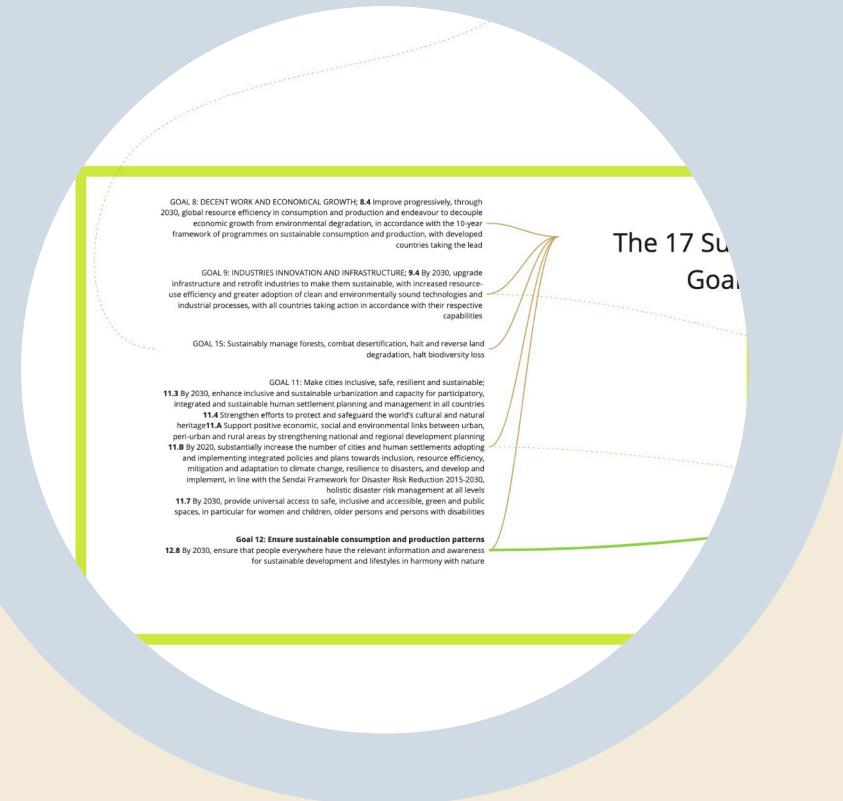 GOAL 8: DECENT WORK AND ECONOMICAL GROWTH; 8.4 Improve progressively, through
2030, global resource efficiency in consumption and production and endeavour to decouple
economic growth from environmental degradation, in accordance with the 10-year
framework of programmes on sustainable consumption and production, with developed
countries taking the lead
GOAL 9: INDUSTRIES INNOVATION AND INFRASTRUCTURE; 9.4 By 2030, upgrade
infrastructure and retrofit industries to make them sustainable, with increased resource-
use efficiency and greater adoption of clean and environmentally sound technologies and
industrial processes, with all countries taking action in accordance with their respective
capabilities
GOAL 15: Sustainably manage forests, combat desertification, halt and reverse land
degradation, halt biodiversity loss
GOAL 11: Make cities inclusive, safe, resilient and sustainable;
11.3 By 2030, enhance inclusive and sustainable urbanization and capacity for participatory,
integrated and sustainable human settlement planning and management in all countries
11.4 Strengthen efforts to protect and safeguard the world's cultural and natural
heritage11.A Support positive economic, social and environmental links between urban,
peri-urban and rural areas by strengthening national and regional development planning
11.B By 2020, substantially increase the number of cities and human settlements adopting
and implementing integrated policies and plans towards inclusion, resource efficiency,
mitigation and adaptation to climate change, resilience to disasters, and develop and
implement, in line with the Sendai Framework for Disaster Risk Reduction 2015-2030,
holistic disaster risk management at all levels
11.7 By 2030, provide universal access to safe, inclusive and accessible, green and public
spaces, in particular for women and children, older persons and persons with disabilities
Goal 12: Ensure sustainable consumption and production patterns
12.8 By 2030, ensure that people everywhere have the relevant information and awareness
for sustainable development and lifestyles in harmony with nature
The 17 Su
Goal